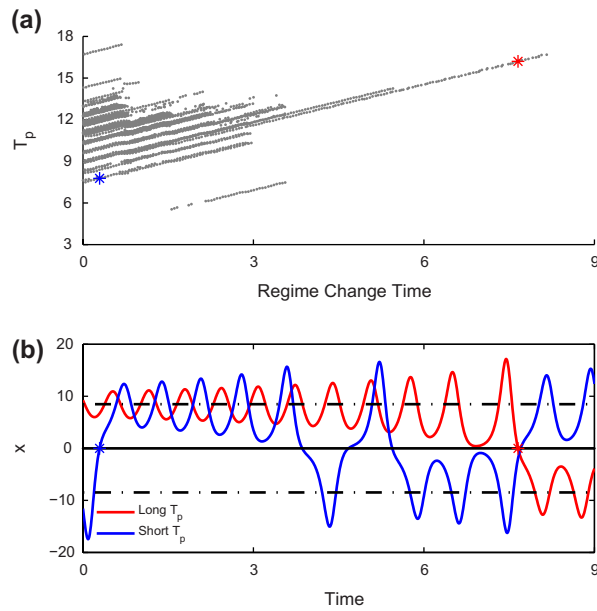 (a)
18
15
12
9
6
3
T_p
0 3 6 9
Regime Change Time
(b)
20
10
0
−10
−20
x
Long T_p
Short T_p
0 3 6 9
Time